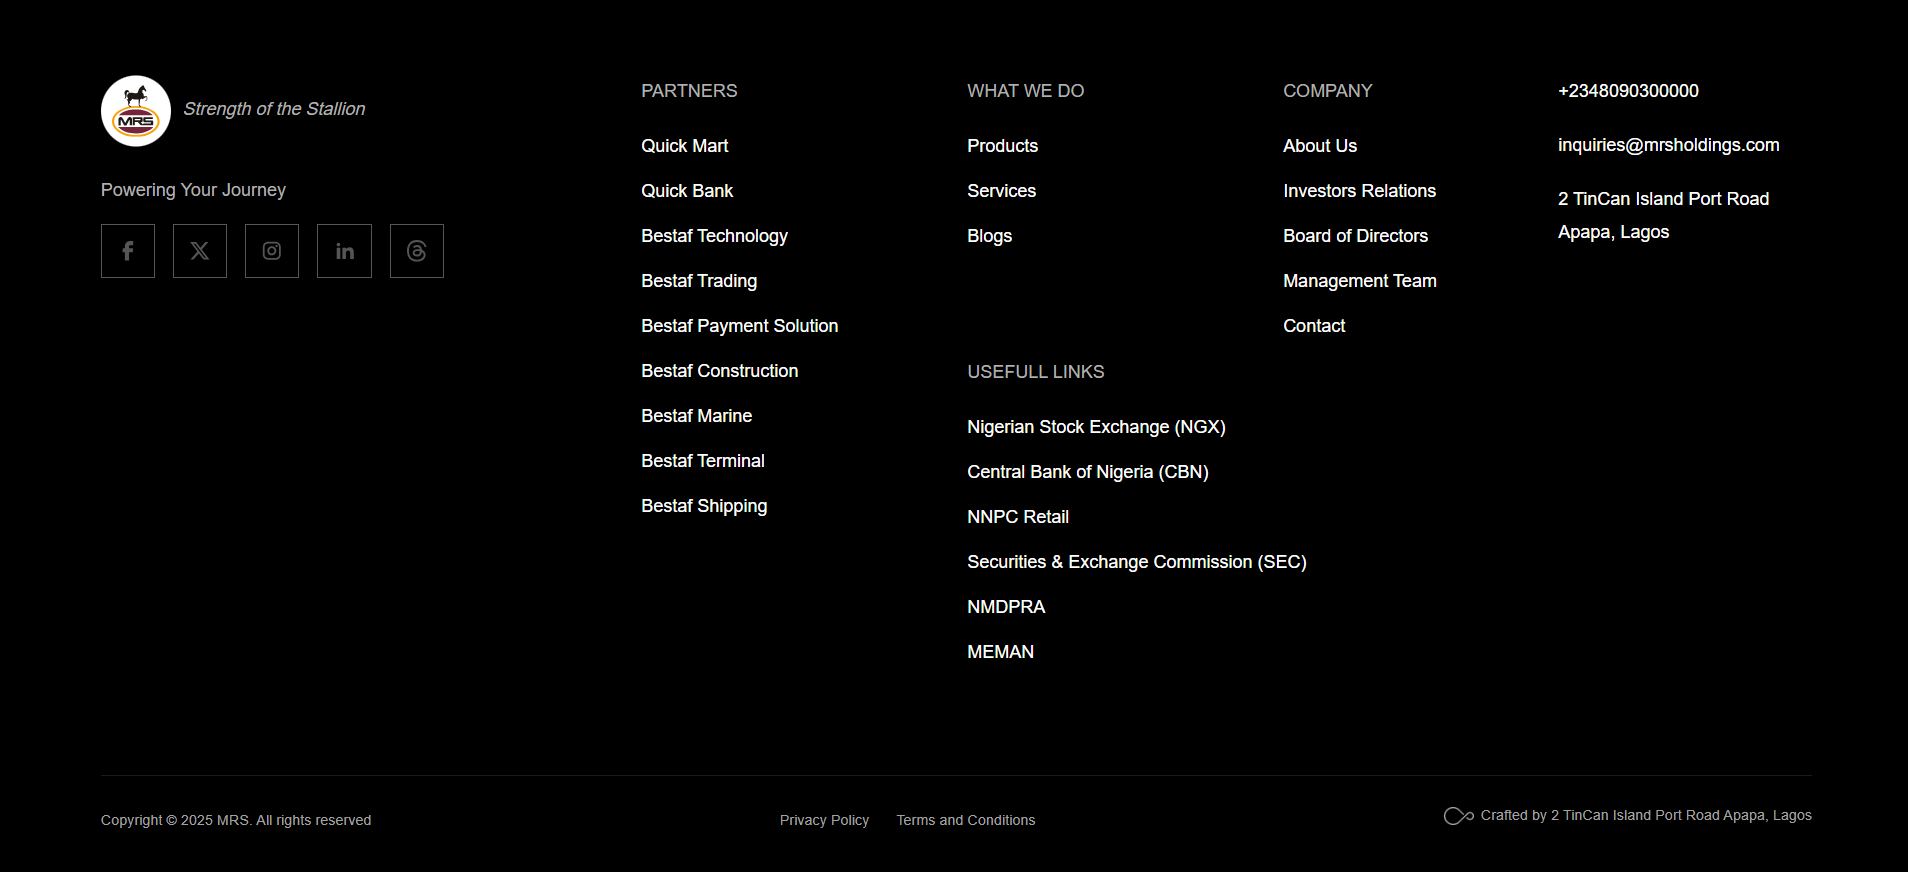 MRS
Strength of the Stallion
Powering Your Journey
PARTNERS
Quick Mart
Quick Bank
Bestaf Technology
Bestaf Trading
Bestaf Payment Solution
Bestaf Construction
Bestaf Marine
Bestaf Terminal
Bestaf Shipping
WHAT WE DO
Products
Services
Blogs
USEFULL LINKS
Nigerian Stock Exchange (NGX)
Central Bank of Nigeria (CBN)
NNPC Retail
Securities & Exchange Commission (SEC)
NMDPRA
MEMAN
COMPANY
About Us
Investors Relations
Board of Directors
Management Team
Contact
+2348090300000
inquiries@mrsholdings.com
2 TinCan Island Port Road
Apapa, Lagos
Copyright © 2025 MRS. All rights reserved
Privacy Policy
Terms and Conditions
Crafted by 2 TinCan Island Port Road Apapa, Lagos